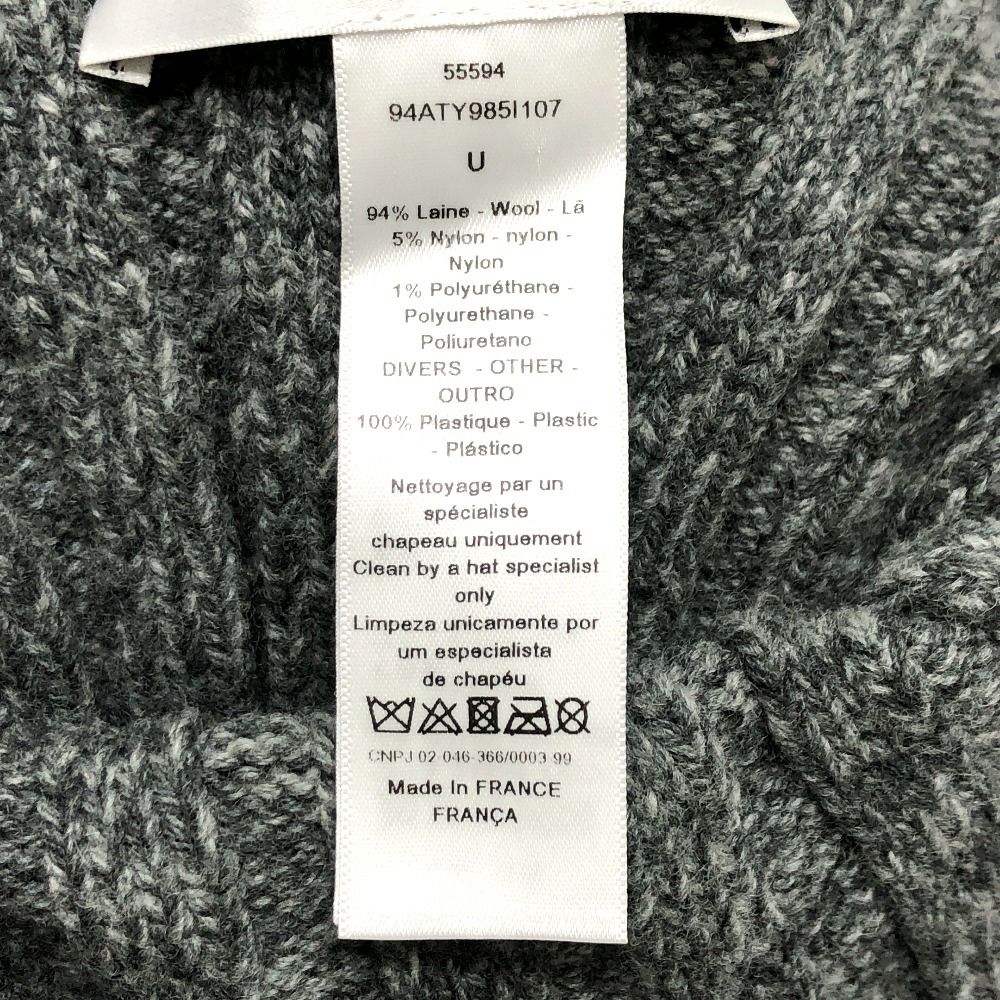 55594
94ATY985I107
U
94% Laine - Wool - Lã
5% Nylon - nylon -
Nylon
1% Polyuréthane -
Polyurethane -
Poliuretano
DIVERS - OTHER -
OUTRO
100% Plastique - Plastic
- Plástico
Nettoyage par un
spécialiste
chapeau uniquement
Clean by a hat specialist
only
Limpeza unicamente por
um especialista
de chapéu
CNPJ 02 046 366/0003 99
Made In FRANCE
FRANÇA